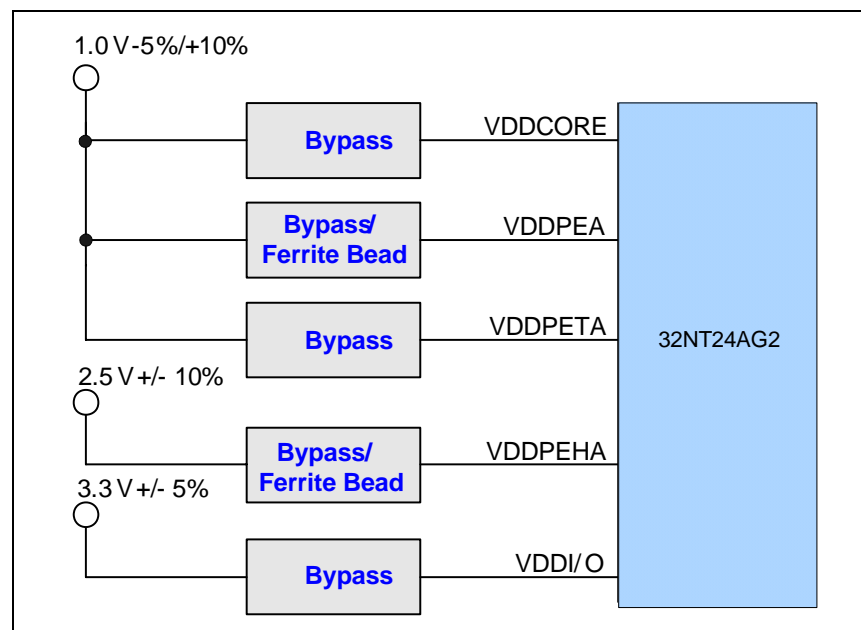 1.0 V -5%/+10%
Bypass
VDDCORE
Bypass/
Ferrite Bead
VDDPEA
Bypass
VDDPETA
32NT24AG2
2.5 V +/- 10%
Bypass/
Ferrite Bead
VDDPEHA
3.3 V +/- 5%
Bypass
VDDI/O